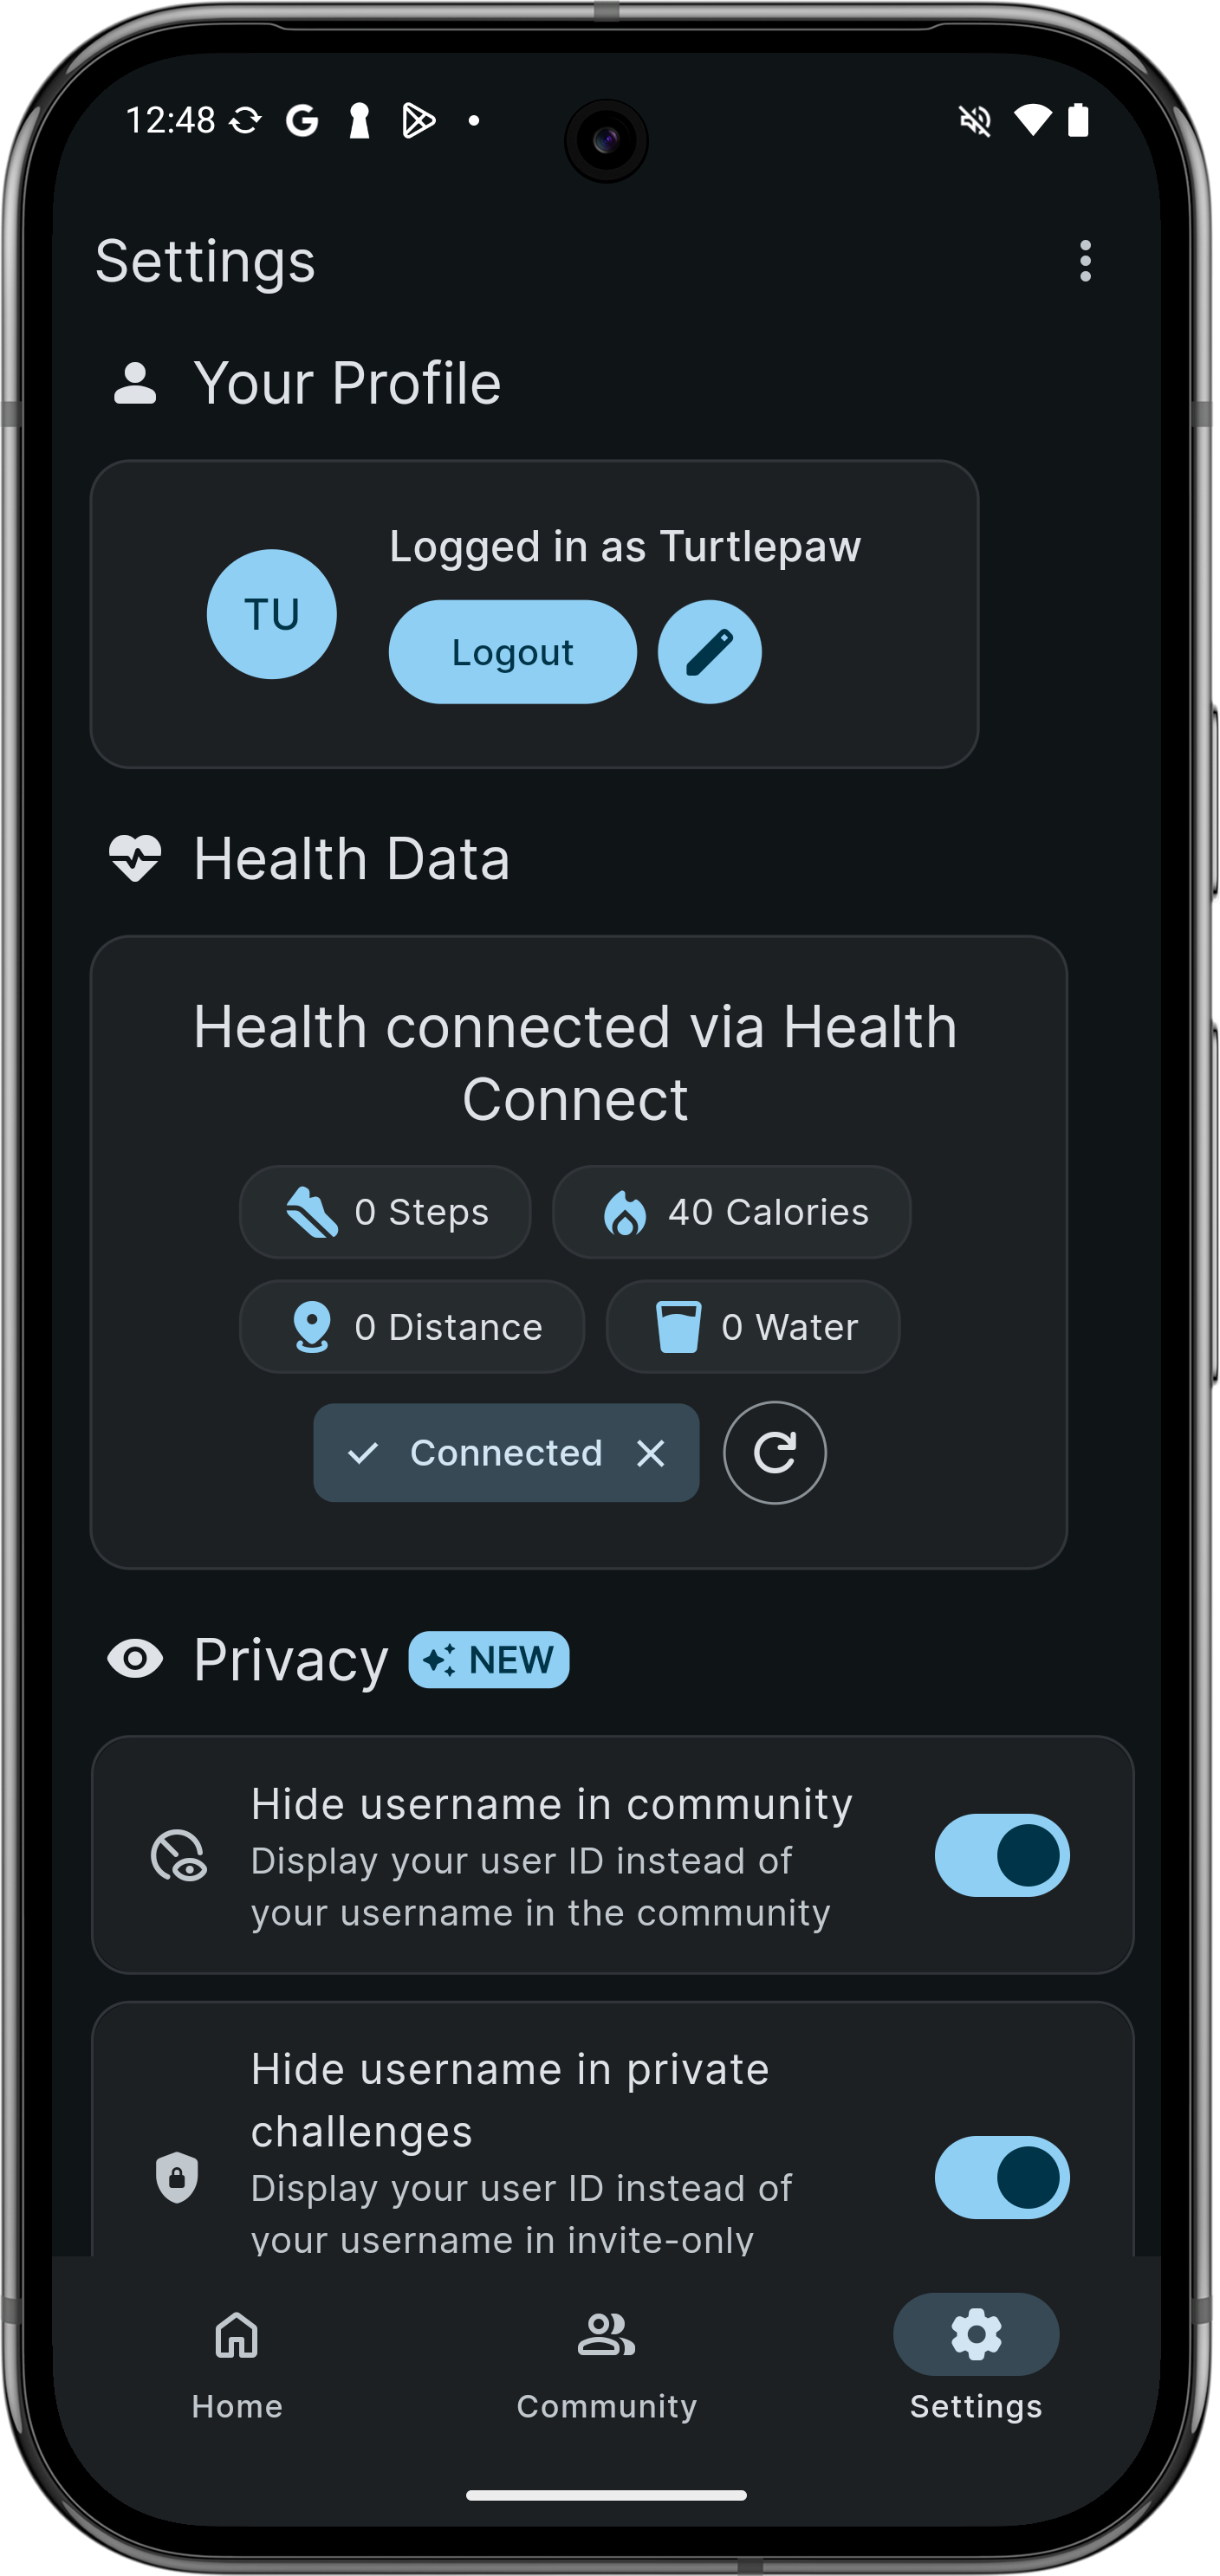 12:48
Settings
Your Profile
Logged in as Turtlepaw
TU
Logout
Health Data
Health connected via Health
Connect
0 Steps
40 Calories
0 Distance
0 Water
Connected
Privacy
NEW
Hide username in community
Display your user ID instead of
your username in the community
Hide username in private
challenges
Display your user ID instead of
your username in invite-only
Home
Community
Settings